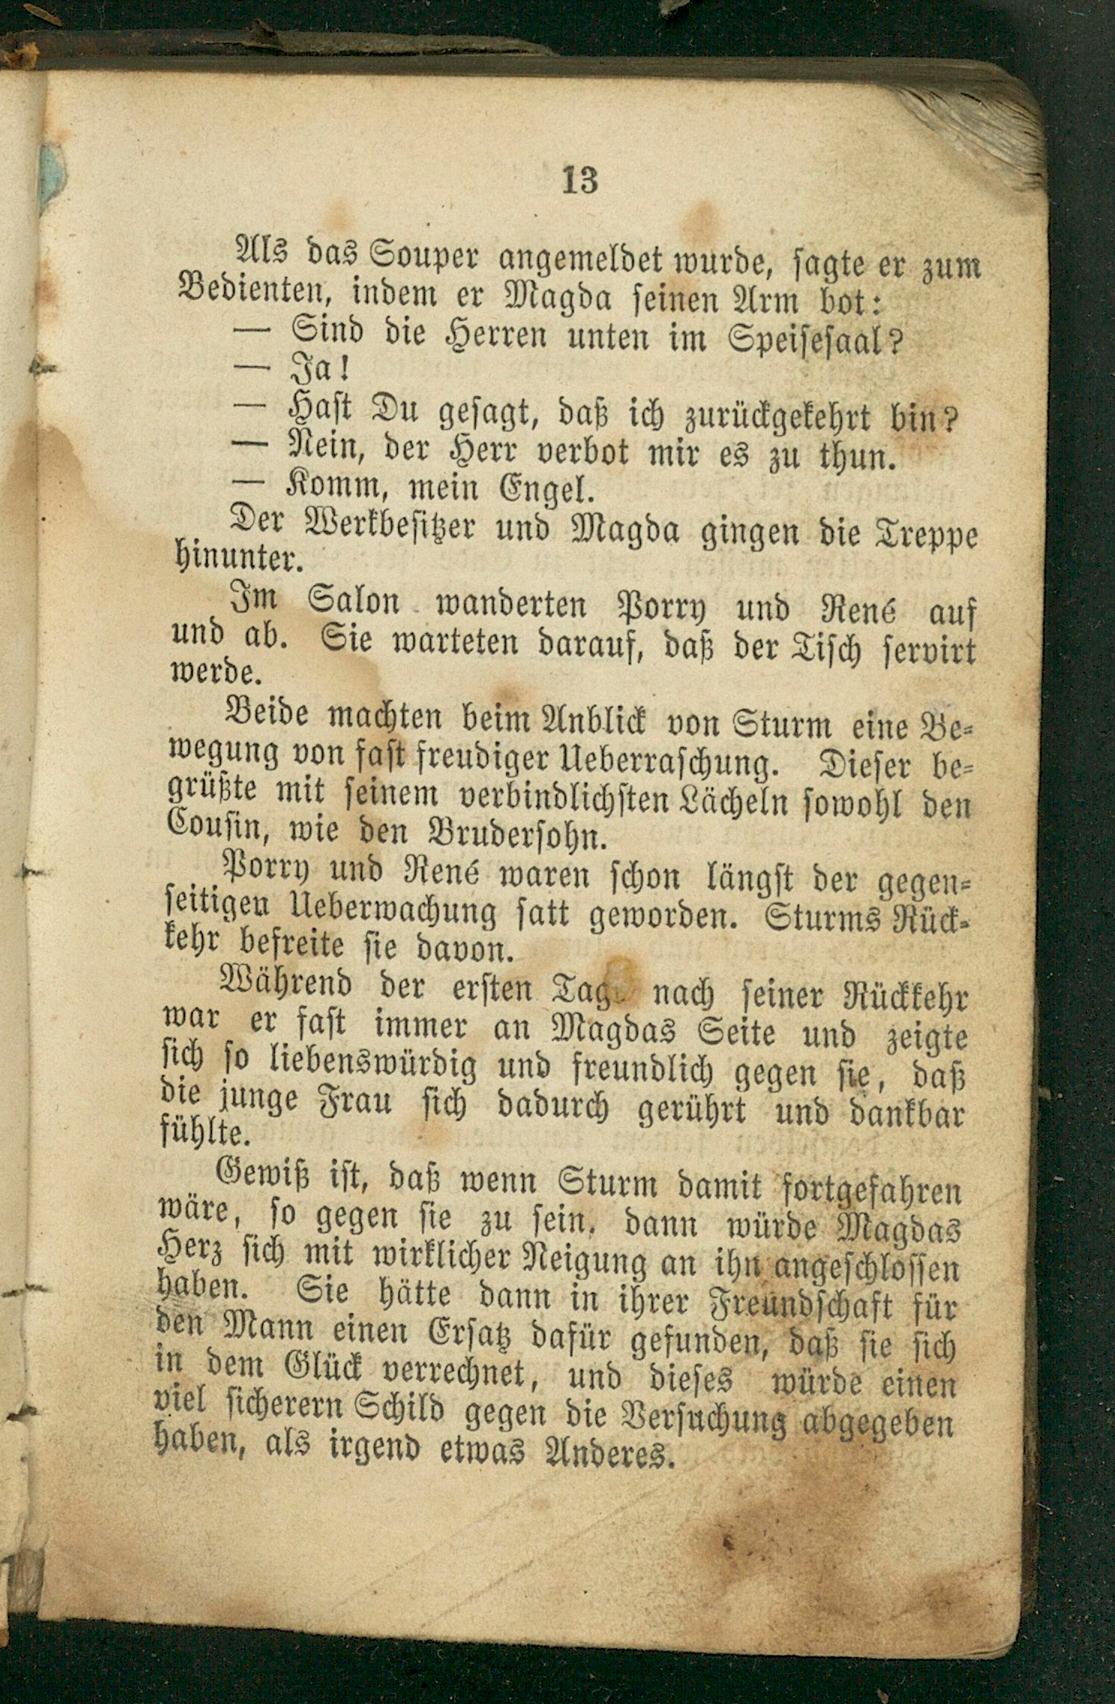 13
Als das Souper angemeldet wurde, sagte er zum
Bedienten, indem er Magda seinen Arm bot:
— Sind die Herren unten im Speisesaal?
— Ja!
— Hast Du gesagt, daß ich zurückgekehrt bin?
— Nein, der Herr verbot mir es zu thun.
— Komm, mein Engel.
Der Werkbesitzer und Magda gingen die Treppe
hinunter.
Im Salon wanderten Porry und René auf
und ab. Sie warteten darauf, daß der Tisch servirt
werde.
Beide machten beim Anblick von Sturm eine Be-
wegung von fast freudiger Ueberraschung. Dieser be-
grüßte mit seinem verbindlichsten Lächeln sowohl den
Cousin, wie den Brudersohn.
Porry und René waren schon längst der gegen-
seitigen Ueberwachung satt geworden. Sturms Rück-
kehr befreite sie davon.
Während der ersten Tage nach seiner Rückkehr
war er fast immer an Magdas Seite und zeigte
sich so liebenswürdig und freundlich gegen sie, daß
die junge Frau sich dadurch gerührt und dankbar
fühlte.
Gewiß ist, daß wenn Sturm damit fortgefahren
wäre, so gegen sie zu sein, dann würde Magdas
Herz sich mit wirklicher Neigung an ihn angeschlossen
haben. Sie hätte dann in ihrer Freundschaft für
den Mann einen Ersatz dafür gefunden, daß sie sich
in dem Glück verrechnet, und dieses würde einen
viel sicherern Schild gegen die Versuchung abgegeben
haben, als irgend etwas Anderes.